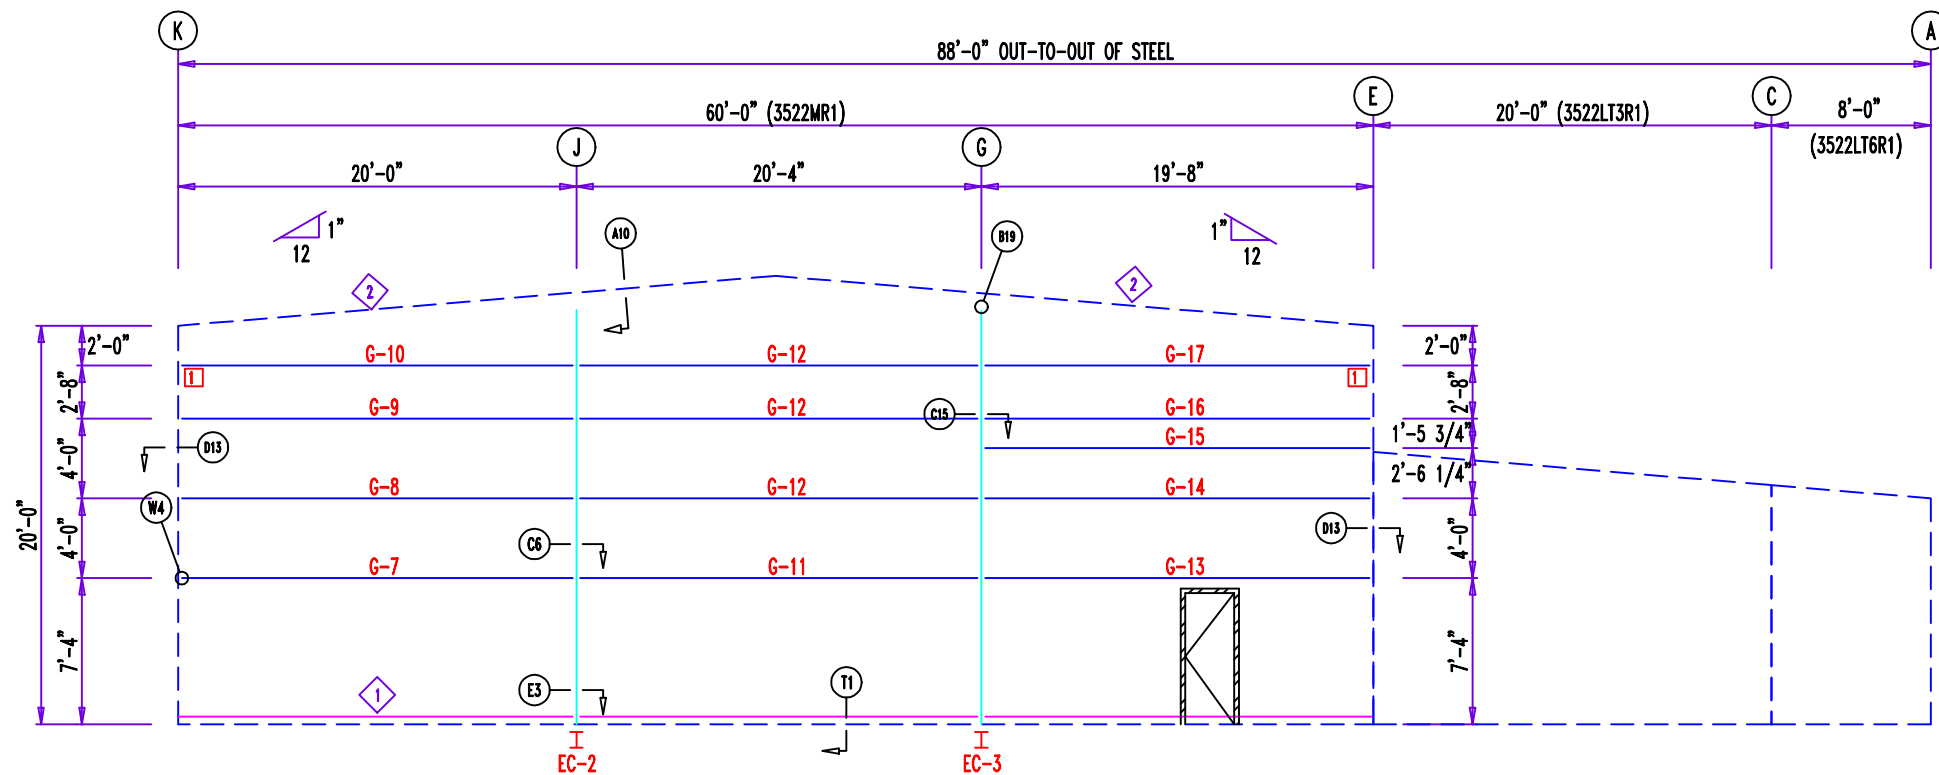 K
A
88'-0" OUT-TO-OUT OF STEEL
E
C
60'-0" (3522MR1)
20'-0" (3522LT3R1)
8'-0"
(3522LT6R1)
J
G
20'-0"
20'-4"
19'-8"
1"
12
A10
B19
1"
12
2
2
2'-0"
G-10
G-12
G-17
2'-0"
1
1
2'-8"
G-9
G-12
G-16
2'-8"
C15
D13
G-15
1'-5 3/4"
4'-0"
2'-6 1/4"
G-8
G-12
G-14
W4
20'-0"
4'-0"
C6
D13
4'-0"
G-7
G-11
G-13
7'-4"
7'-4"
1
E3
T1
EC-2
EC-3